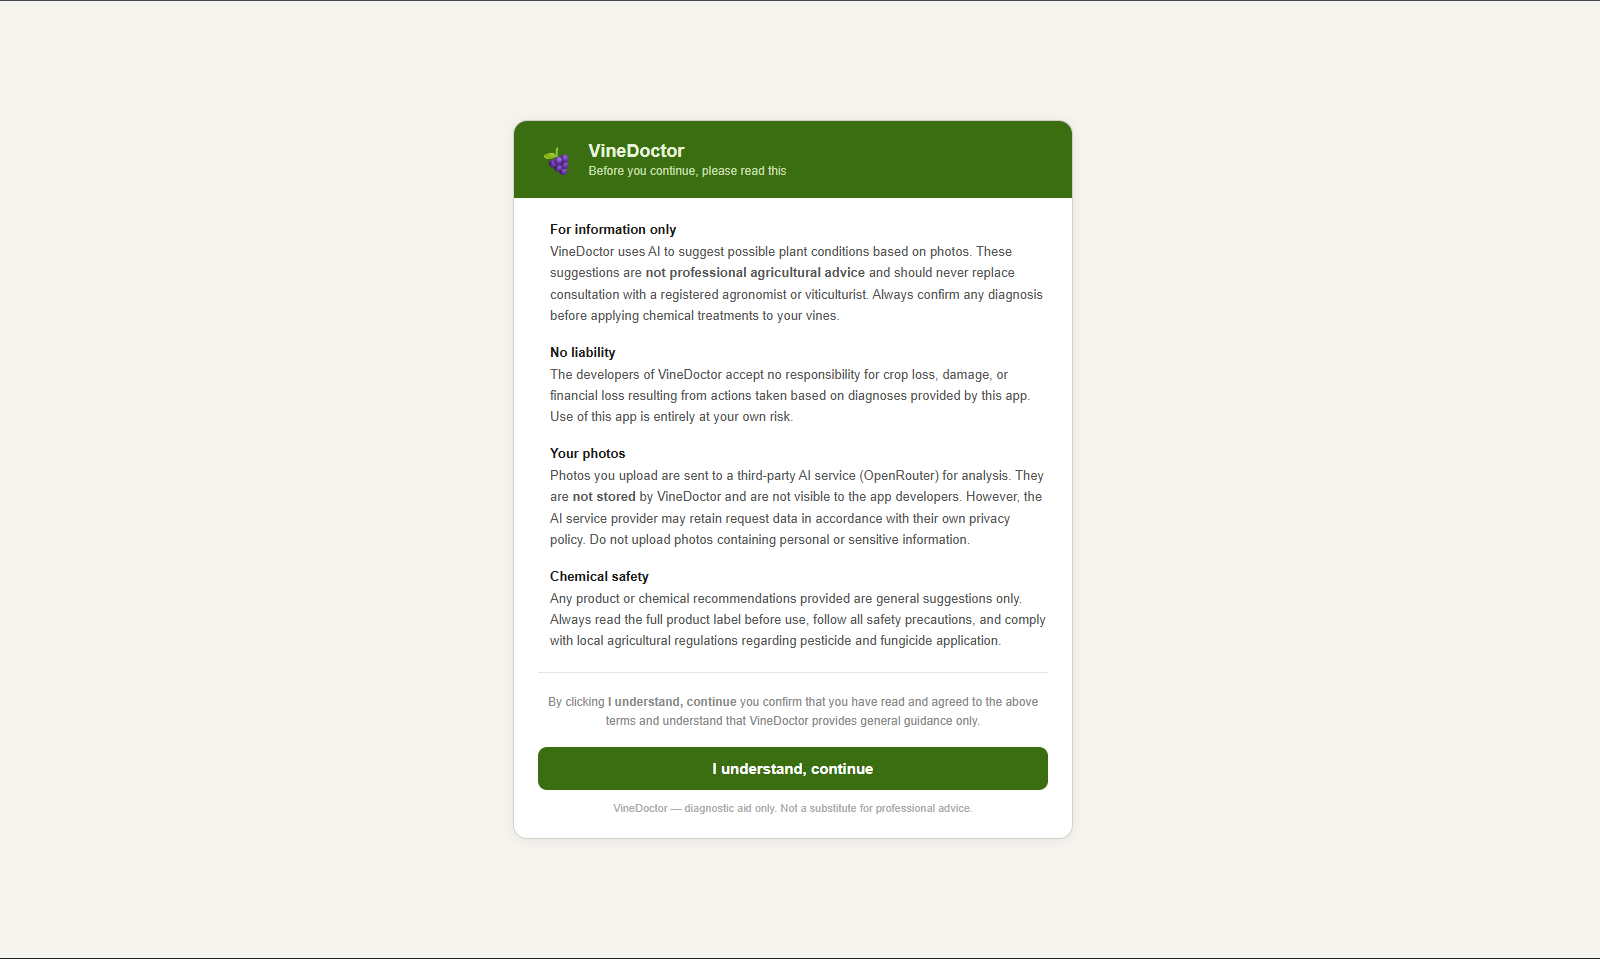 VineDoctor
Before you continue, please read this
For information only
VineDoctor uses AI to suggest possible plant conditions based on photos. These
suggestions are not professional agricultural advice and should never replace
consultation with a registered agronomist or viticulturist. Always confirm any diagnosis
before applying chemical treatments to your vines.
No liability
The developers of VineDoctor accept no responsibility for crop loss, damage, or
financial loss resulting from actions taken based on diagnoses provided by this app.
Use of this app is entirely at your own risk.
Your photos
Photos you upload are sent to a third-party AI service (OpenRouter) for analysis. They
are not stored by VineDoctor and are not visible to the app developers. However, the
AI service provider may retain request data in accordance with their own privacy
policy. Do not upload photos containing personal or sensitive information.
Chemical safety
Any product or chemical recommendations provided are general suggestions only.
Always read the full product label before use, follow all safety precautions, and comply
with local agricultural regulations regarding pesticide and fungicide application.
By clicking I understand, continue you confirm that you have read and agreed to the above
terms and understand that VineDoctor provides general guidance only.
I understand, continue
VineDoctor — diagnostic aid only. Not a substitute for professional advice.